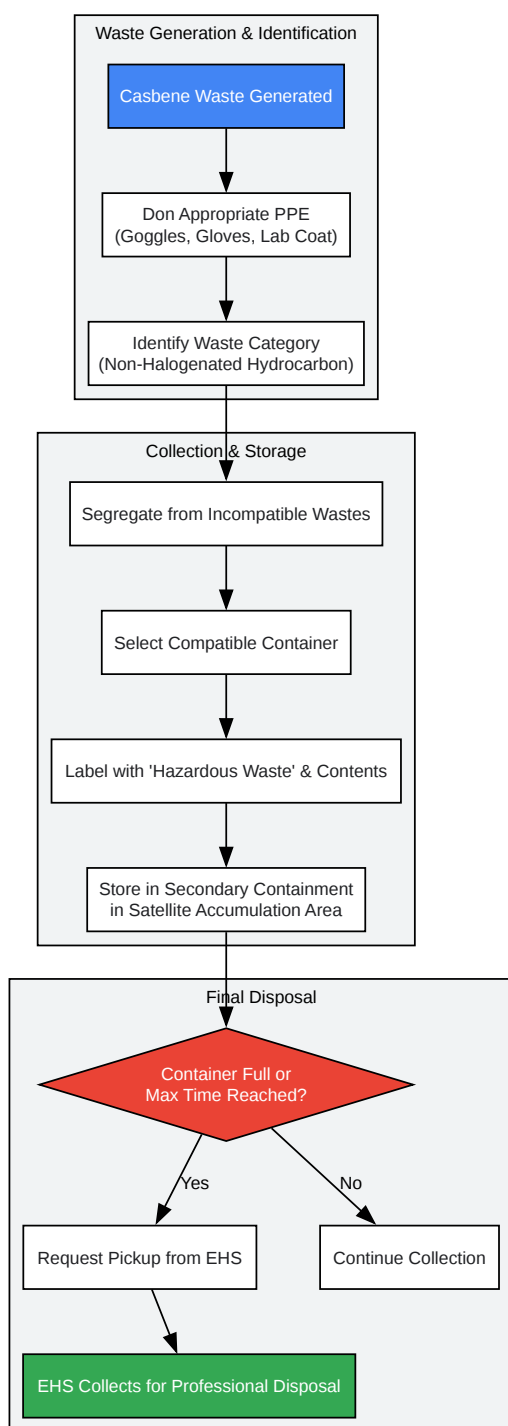 Waste Generation & Identification
Casbene Waste Generated
Don Appropriate PPE
(Goggles, Gloves, Lab Coat)
Identify Waste Category
(Non-Halogenated Hydrocarbon)
Collection & Storage
Segregate from Incompatible Wastes
Select Compatible Container
Label with 'Hazardous Waste' & Contents
Store in Secondary Containment
in Satellite Accumulation Area
Final Disposal
Container Full or
Max Time Reached?
Yes
No
Request Pickup from EHS
Continue Collection
EHS Collects for Professional Disposal